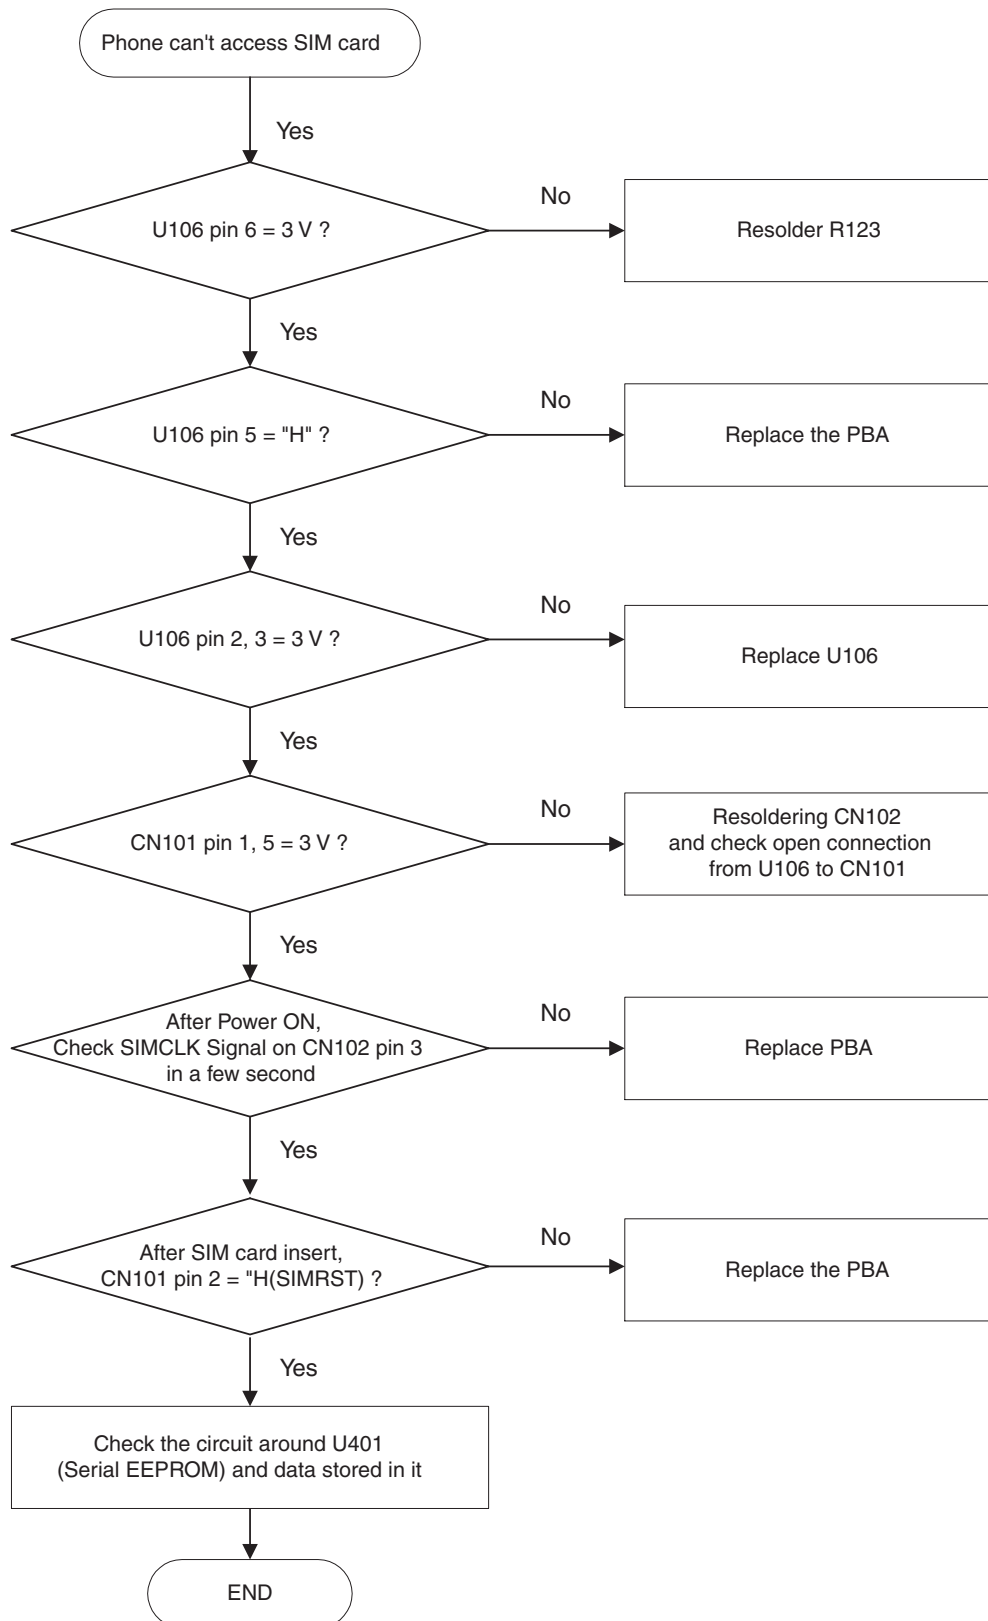 Phone can't access SIM card
Yes
U106 pin 6 = 3 V ?
No
Resolder R123
Yes
U106 pin 5 = "H" ?
No
Replace the PBA
Yes
U106 pin 2, 3 = 3 V ?
No
Replace U106
Yes
CN101 pin 1, 5 = 3 V ?
No
Resoldering CN102
and check open connection
from U106 to CN101
Yes
After Power ON,
Check SIMCLK Signal on CN102 pin 3
in a few second
No
Replace PBA
Yes
After SIM card insert,
CN101 pin 2 = "H(SIMRST) ?
No
Replace the PBA
Yes
Check the circuit around U401
(Serial EEPROM) and data stored in it
END